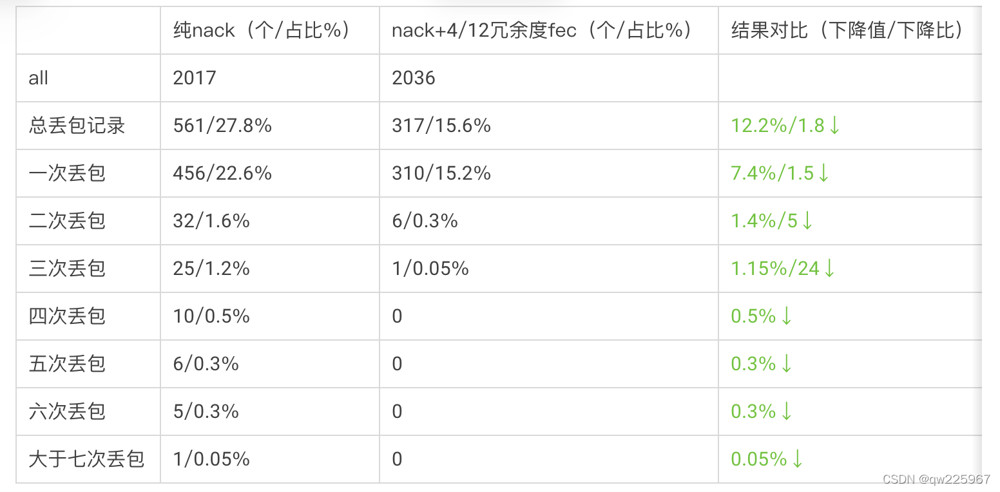 纯nack（个/占比%） nack+4/12冗余度fec（个/占比%） 结果对比（下降值/下降比）
all 2017 2036
总丢包记录 561/27.8% 317/15.6% 12.2%/1.8↓
一次丢包 456/22.6% 310/15.2% 7.4%/1.5↓
二次丢包 32/1.6% 6/0.3% 1.4%/5↓
三次丢包 25/1.2% 1/0.05% 1.15%/24↓
四次丢包 10/0.5% 0 0.5%↓
五次丢包 6/0.3% 0 0.3%↓
六次丢包 5/0.3% 0 0.3%↓
大于七次丢包 1/0.05% 0 0.05%↓
CSDN @qw225967